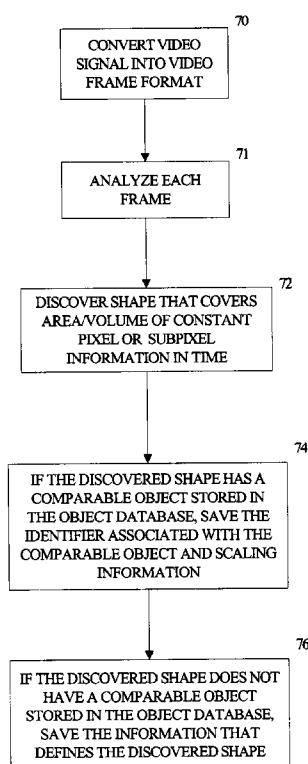 70
CONVERT VIDEO
SIGNAL INTO VIDEO
FRAME FORMAT
71
ANALYZE EACH
FRAME
72
DISCOVER SHAPE THAT COVERS
AREA/VOLUME OF CONSTANT
PIXEL OR SUBPIXEL
INFORMATION IN TIME
74
IF THE DISCOVERED SHAPE HAS A
COMPARABLE OBJECT STORED IN
THE OBJECT DATABASE, SAVE THE
IDENTIFIER ASSOCIATED WITH THE
COMPARABLE OBJECT AND SCALING
INFORMATION
76
IF THE DISCOVERED SHAPE DOES NOT
HAVE A COMPARABLE OBJECT
STORED IN THE OBJECT DATABASE,
SAVE THE INFORMATION THAT
DEFINES THE DISCOVERED SHAPE